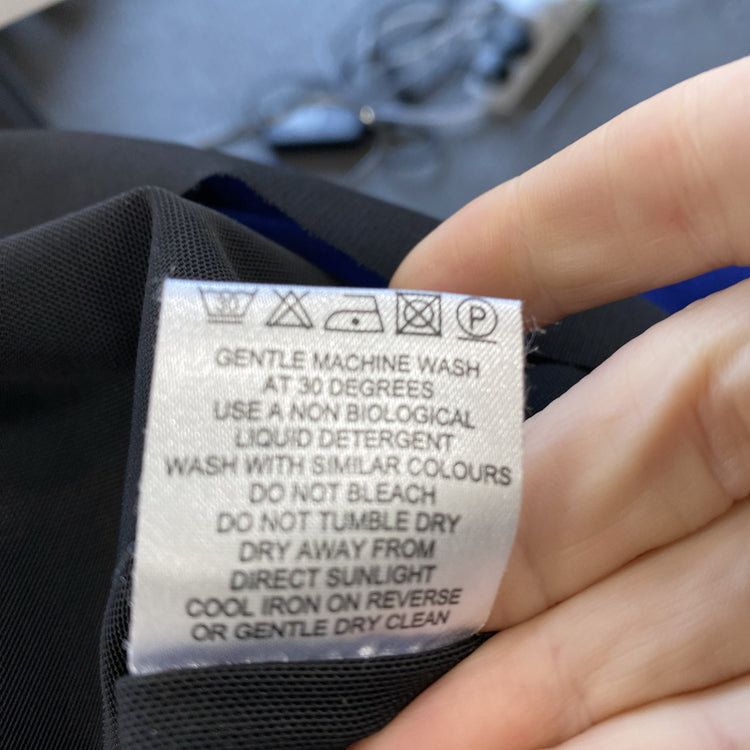 30 P
GENTLE MACHINE WASH
AT 30 DEGREES
USE A NON BIOLOGICAL
LIQUID DETERGENT
WASH WITH SIMILAR COLOURS
DO NOT BLEACH
DO NOT TUMBLE DRY
DRY AWAY FROM
DIRECT SUNLIGHT
COOL IRON ON REVERSE
OR GENTLE DRY CLEAN